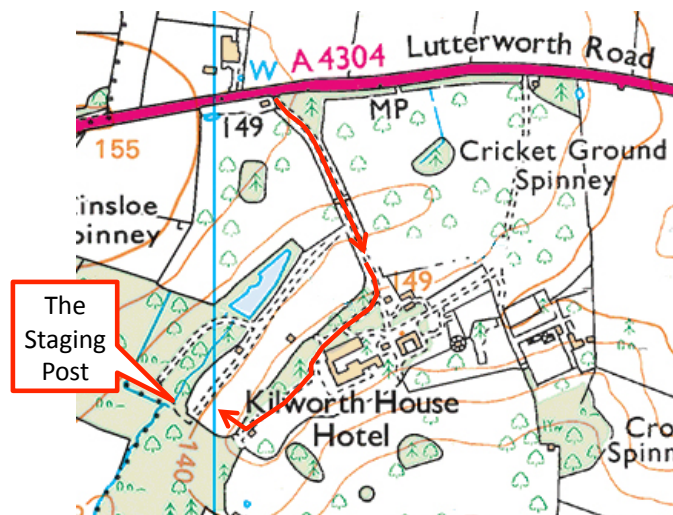 Lutterworth Road
A 4304
W
MP
149
155
Cricket Ground
Spinney
insloe
pinney
149
The
Staging
Post
Kilworth House
Hotel
140
Cro
Spinn